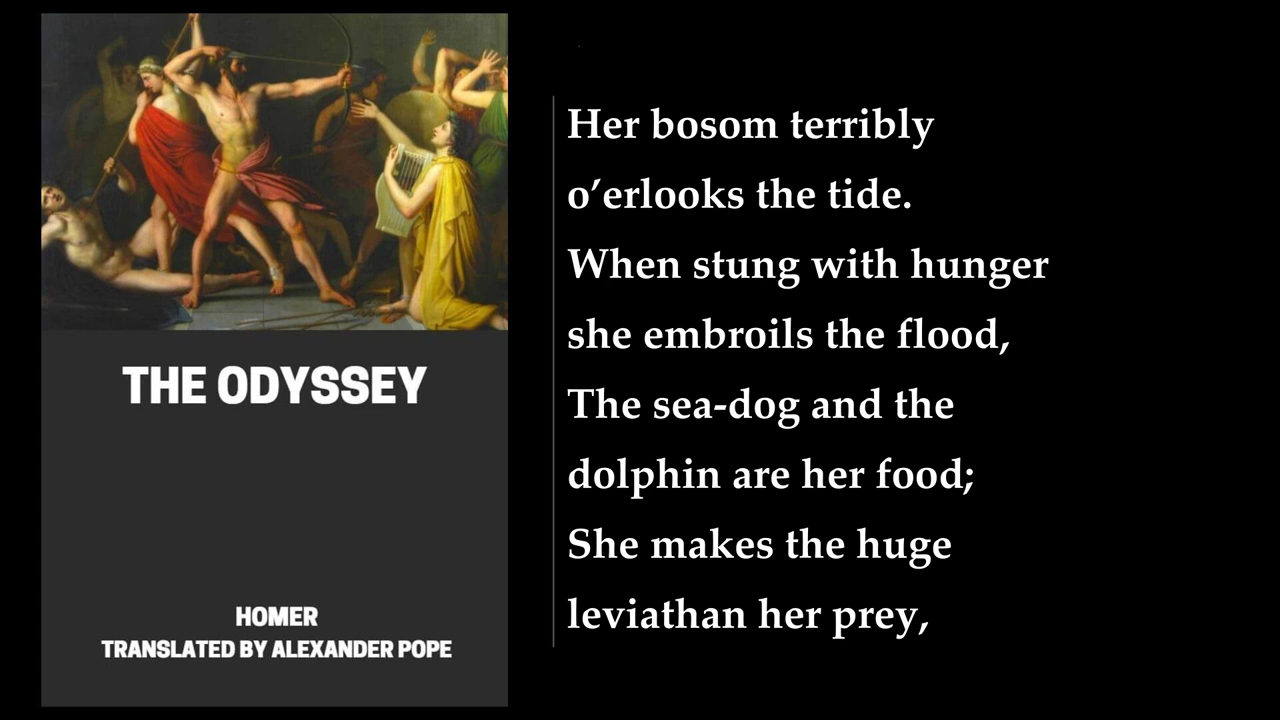 THE ODYSSEY
HOMER
TRANSLATED BY ALEXANDER POPE
Her bosom terribly
o’erlooks the tide.
When stung with hunger
she embroils the flood,
The sea-dog and the
dolphin are her food;
She makes the huge
leviathan her prey,